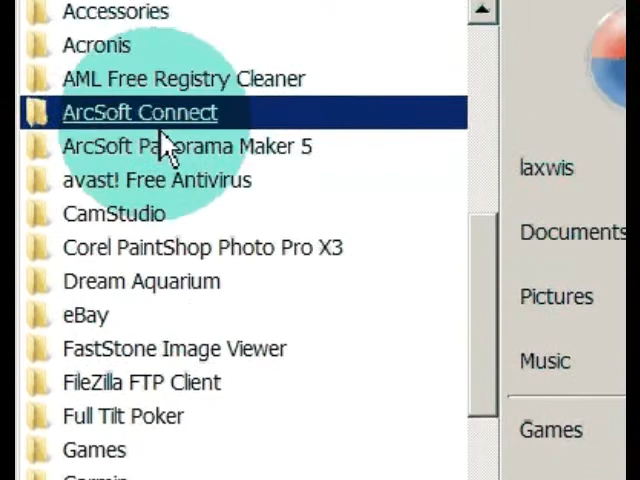 Accessories
Acronis
AML Free Registry Cleaner
ArcSoft Connect
ArcSoft Panorama Maker 5
avast! Free Antivirus
CamStudio
Corel PaintShop Photo Pro X3
Dream Aquarium
eBay
FastStone Image Viewer
FileZilla FTP Client
Full Tilt Poker
Games
laxwis
Documents
Pictures
Music
Games